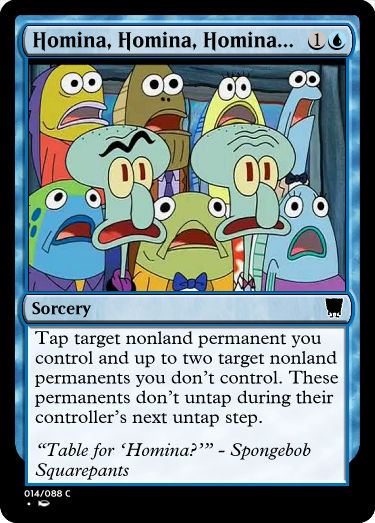 Homina, Homina, Homina... 1
Sorcery
Tap target nonland permanent you
control and up to two target nonland
permanents you don't control. These
permanents don't untap during their
controller's next untap step.
“Table for ‘Homina?’” - Spongebob
Squarepants
014/088 C